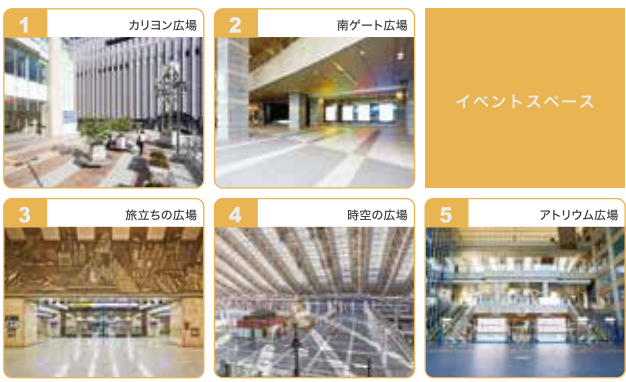 1 カリヨン広場
2 南ゲート広場
イベントスペース
3 旅立ちの広場
4 時空の広場
5 アトリウム広場